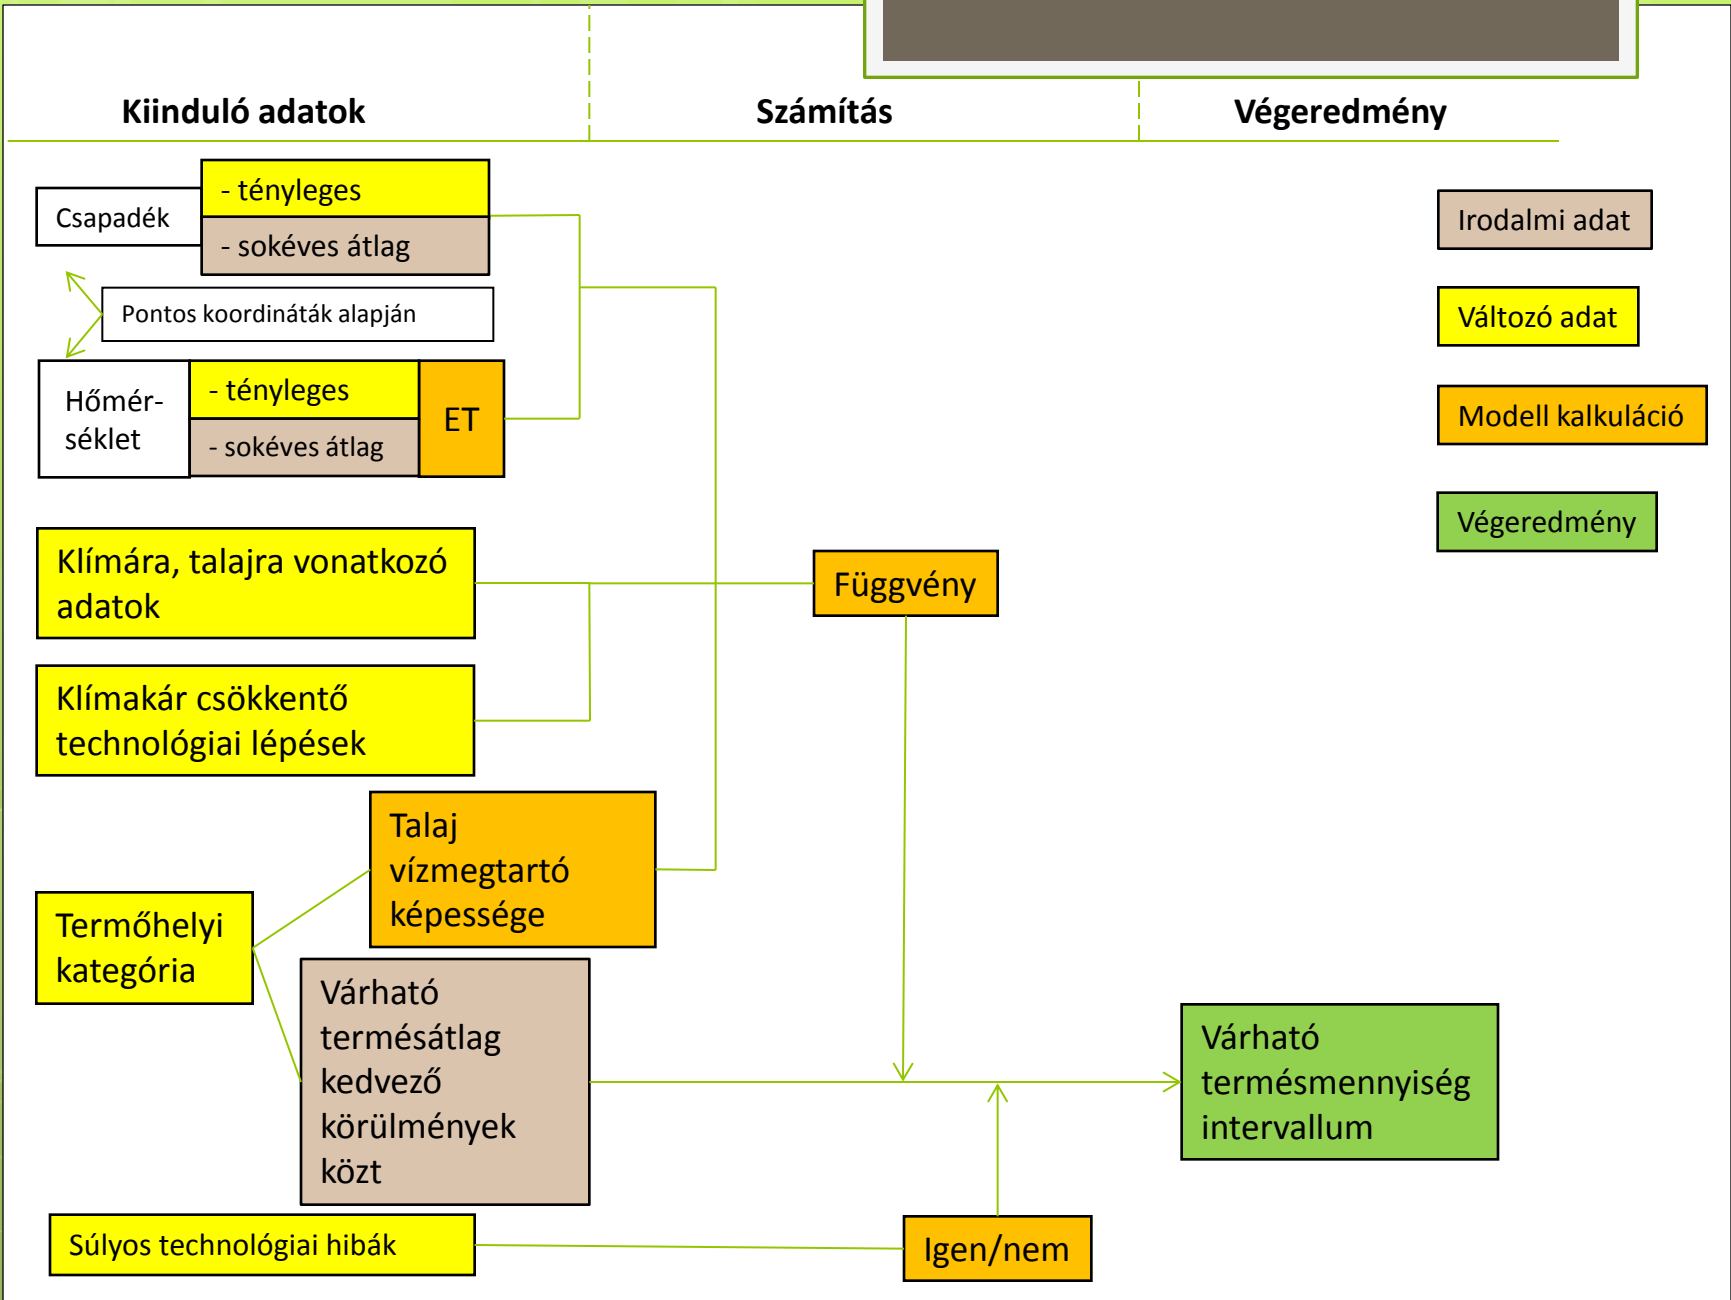 Kiinduló adatok
Számítás
Végeredmény
Csapadék
- tényleges
- sokéves átlag
Pontos koordináták alapján
Hőmér-
séklet
- tényleges
- sokéves átlag
ET
Klímára, talajra vonatkozó
adatok
Klímakár csökkentő
technológiai lépések
Talaj
vízmegtartó
képessége
Termőhelyi
kategória
Várható
termésátlag
kedvező
körülmények
közt
Súlyos technológiai hibák
Függvény
Igen/nem
Várható
termésmennyiség
intervallum
Irodalmi adat
Változó adat
Modell kalkuláció
Végeredmény